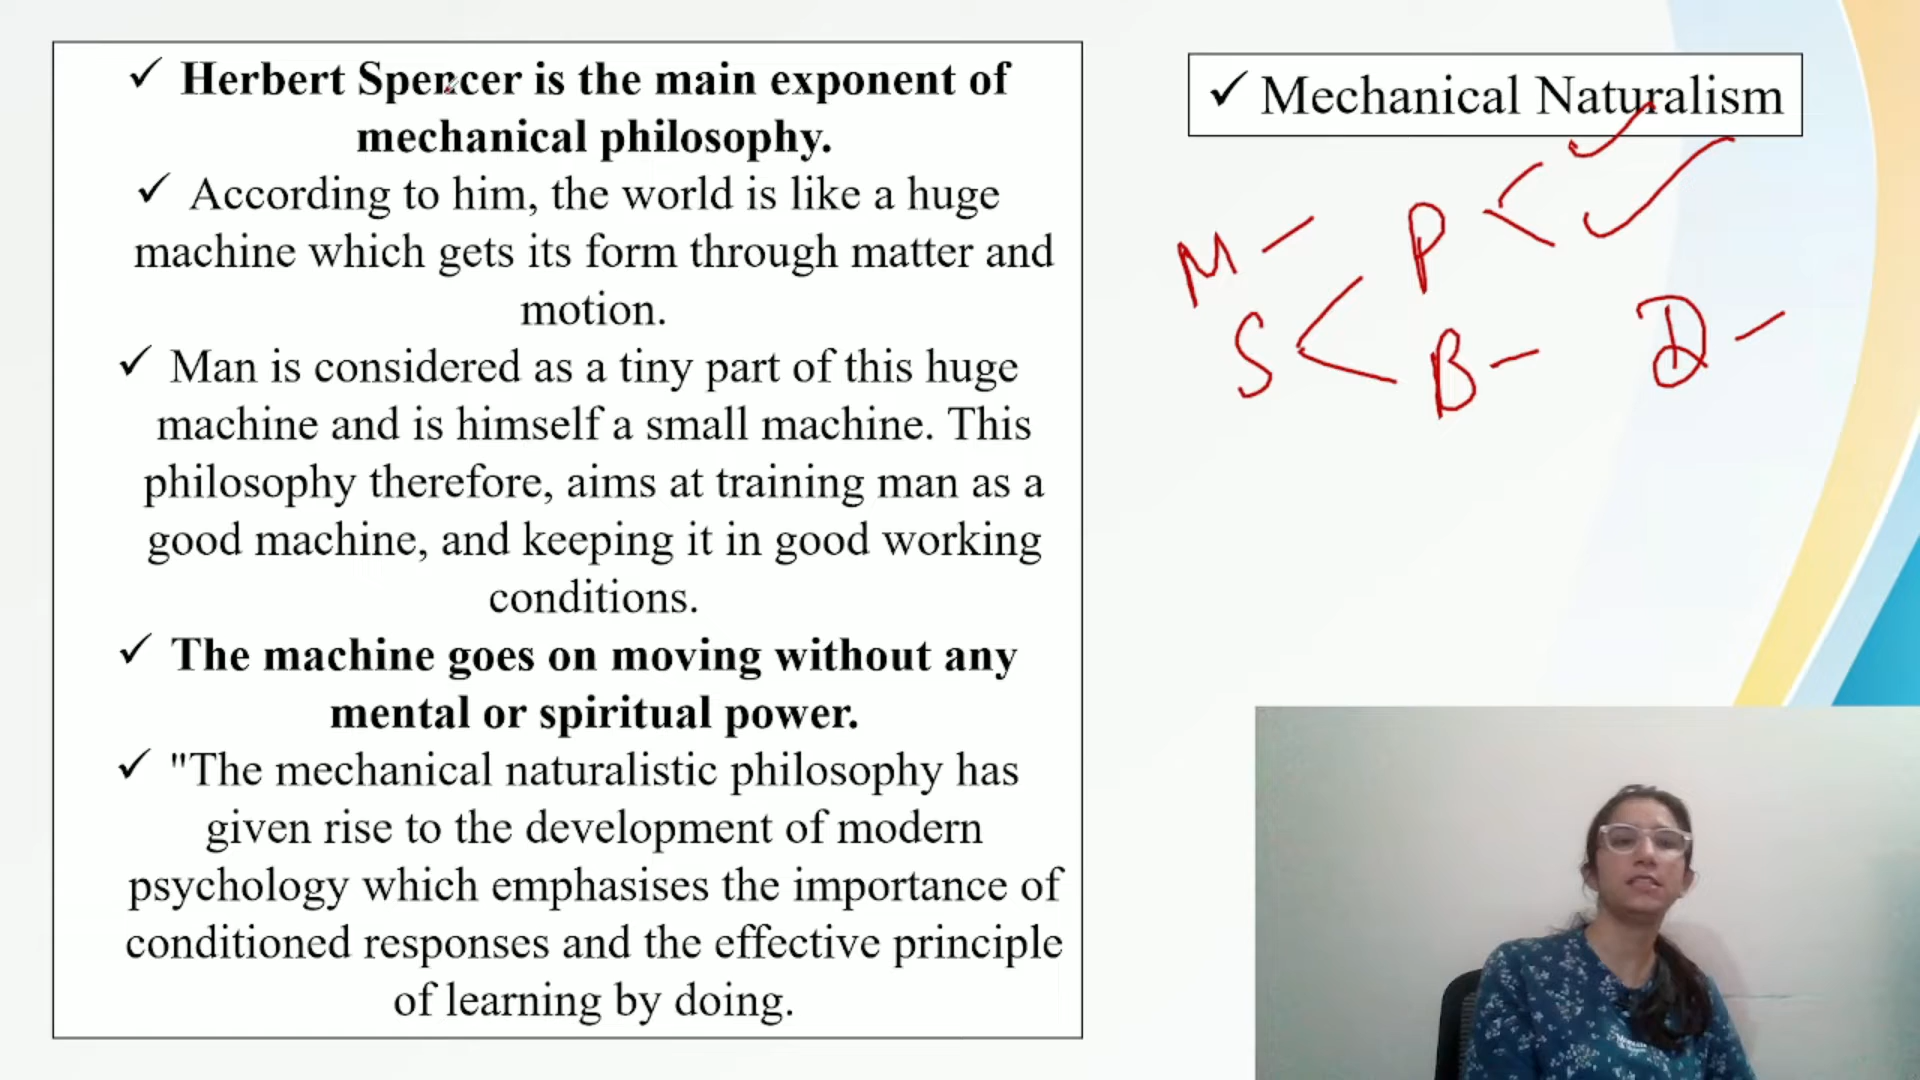 ✓ Herbert Spencer is the main exponent of
mechanical philosophy.
✓ According to him, the world is like a huge
machine which gets its form through matter and
motion.
✓ Man is considered as a tiny part of this huge
machine and is himself a small machine. This
philosophy therefore, aims at training man as a
good machine, and keeping it in good working
conditions.
✓ The machine goes on moving without any
mental or spiritual power.
✓ "The mechanical naturalistic philosophy has
given rise to the development of modern
psychology which emphasises the importance of
conditioned responses and the effective principle
of learning by doing.
✓ Mechanical Naturalism
M - P
S B - D -